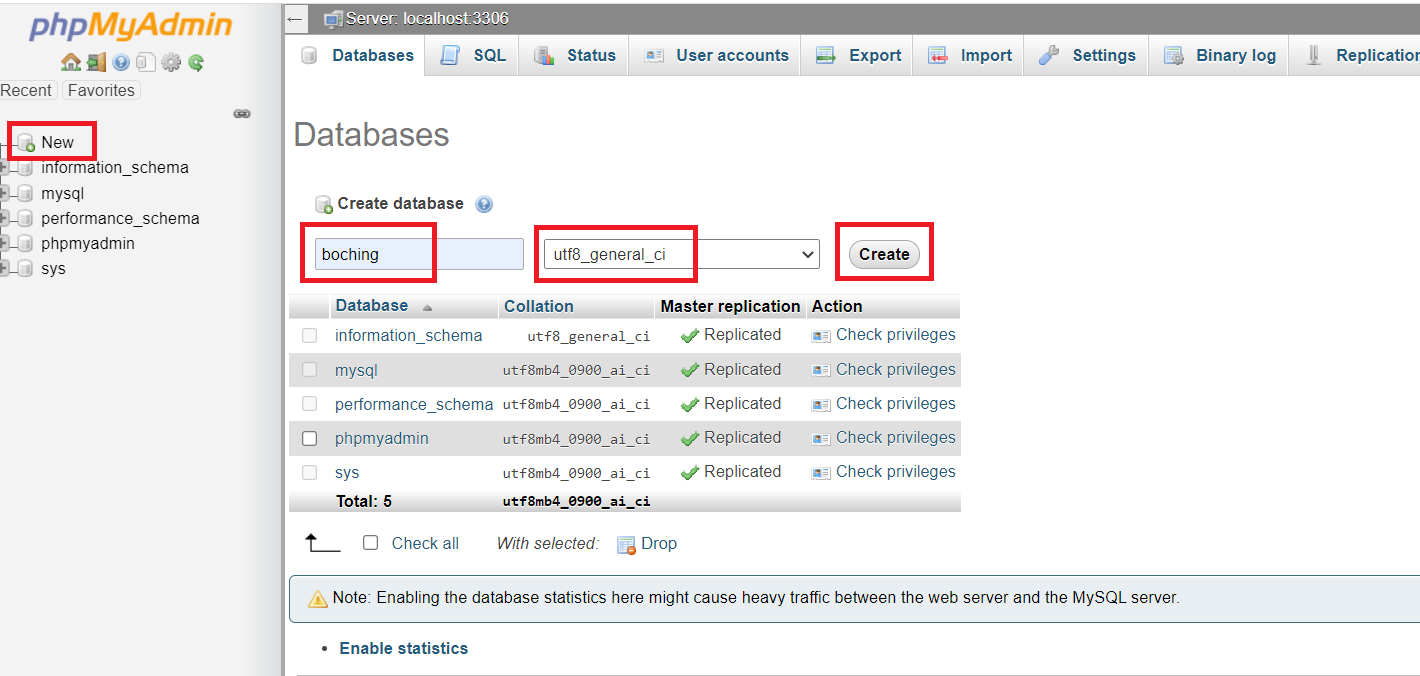 phpMyAdmin
Recent Favorites
New
information_schema
mysql
performance_schema
phpmyadmin
sys
Server: localhost:3306
Databases SQL Status User accounts Export Import Settings Binary log Replication
Databases
Create database
boching utf8_general_ci Create
Database Collation Master replication Action
information_schema utf8_general_ci Replicated Check privileges
mysql utf8mb4_0900_ai_ci Replicated Check privileges
performance_schema utf8mb4_0900_ai_ci Replicated Check privileges
phpmyadmin utf8mb4_0900_ai_ci Replicated Check privileges
sys utf8mb4_0900_ai_ci Replicated Check privileges
Total: 5 utf8mb4_0900_ai_ci
Check all With selected: Drop
Note: Enabling the database statistics here might cause heavy traffic between the web server and the MySQL server.
• Enable statistics